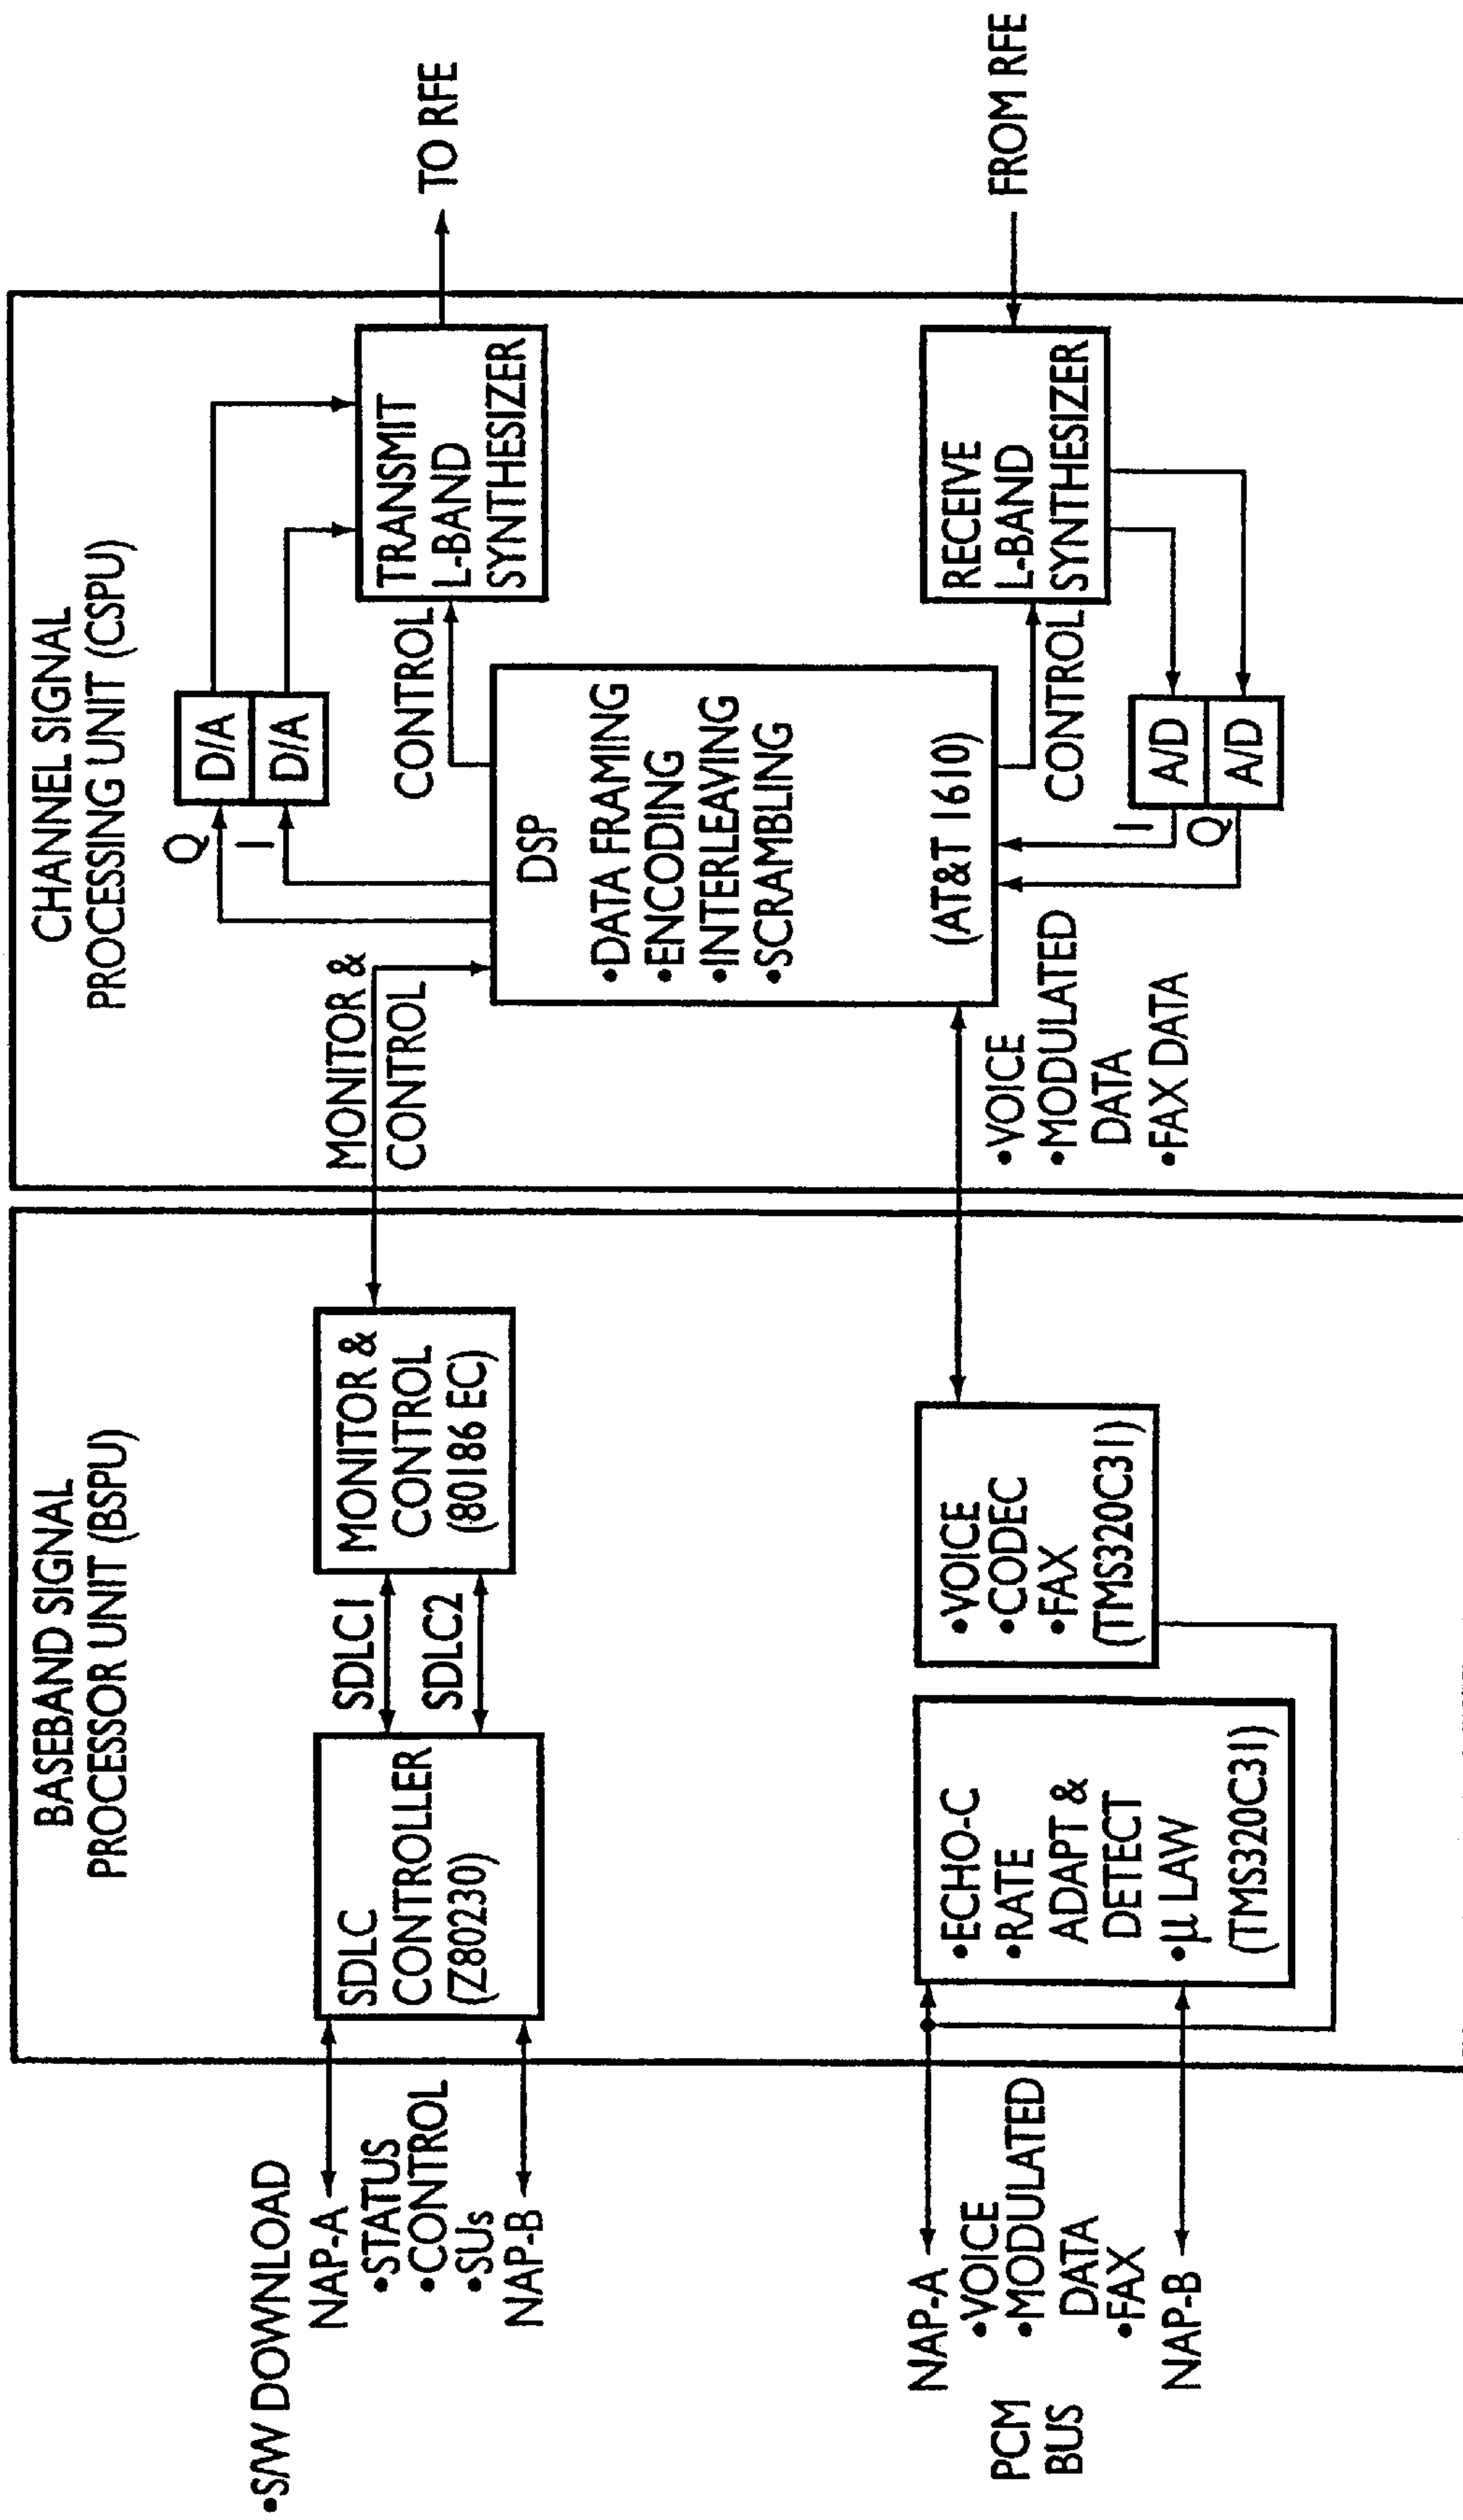 BASEBAND SIGNAL
PROCESSOR UNIT (BSPU)
CHANNEL SIGNAL
PROCESSING UNIT (CSPU)
•S/W DOWNLOAD
NAP-A
•STATUS
•CONTROL
•SUs
NAP-B
SDLC
CONTROLLER
(Z80230)
SDLC1
SDLC2
MONITOR &
CONTROL
(80186 EC)
MONITOR &
CONTROL
Q
I
D/A
D/A
CONTROL
TRANSMIT
L-BAND
SYNTHESIZER
TO RFE
DSP
•DATA FRAMING
•ENCODING
•INTERLEAVING
•SCRAMBLING
(AT&T 1610)
PCM
BUS
NAP-A
•VOICE
•MODULATED
DATA
•FAX
NAP-B
•ECHO-C
•RATE
ADAPT &
DETECT
•µ LAW
(TMS320C31)
•VOICE
•CODEC
•FAX
(TMS320C31)
•VOICE
•MODULATED
DATA
•FAX DATA
I
Q
A/D
A/D
CONTROL
RECEIVE
L-BAND
SYNTHESIZER
FROM RFE